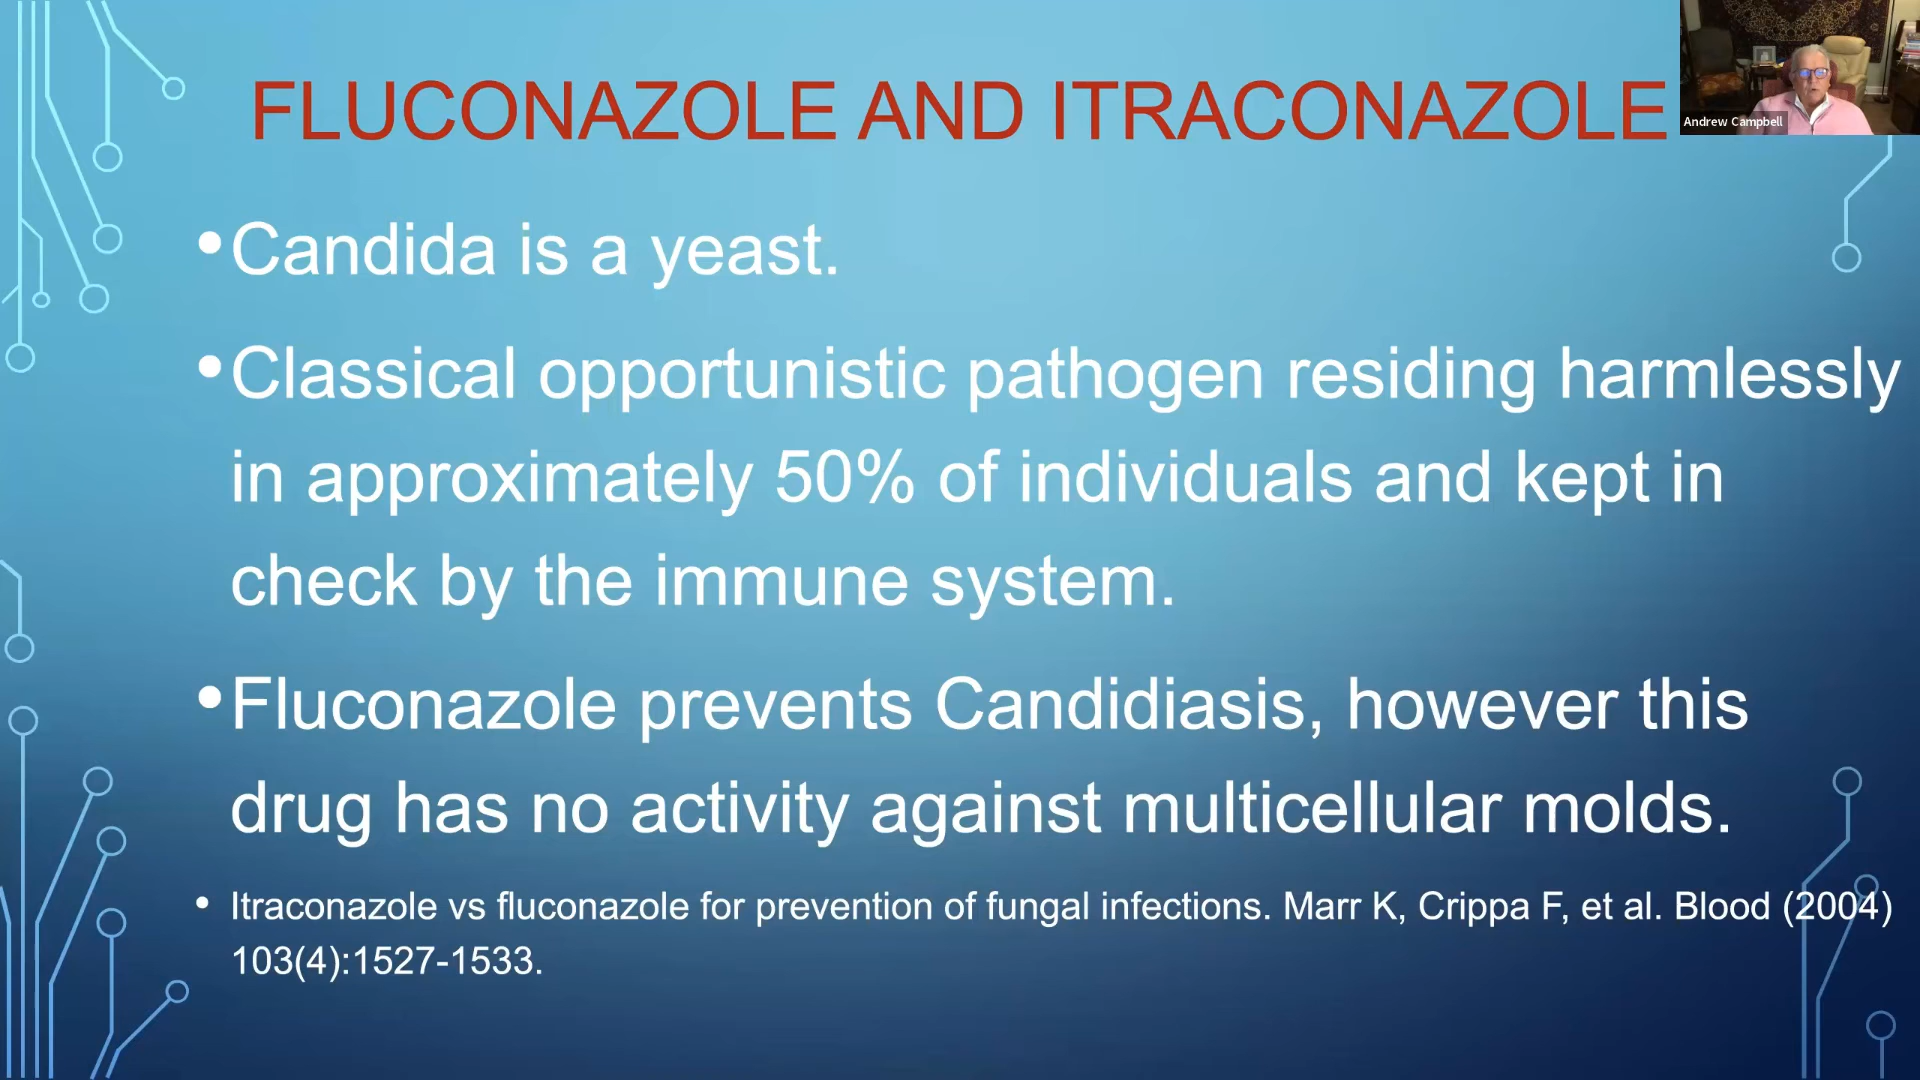 FLUCONAZOLE AND ITRACONAZOLE
Andrew Campbell
•Candida is a yeast.
•Classical opportunistic pathogen residing harmlessly
in approximately 50% of individuals and kept in
check by the immune system.
•Fluconazole prevents Candidiasis, however this
drug has no activity against multicellular molds.
• Itraconazole vs fluconazole for prevention of fungal infections. Marr K, Crippa F, et al. Blood (2004)
103(4):1527-1533.